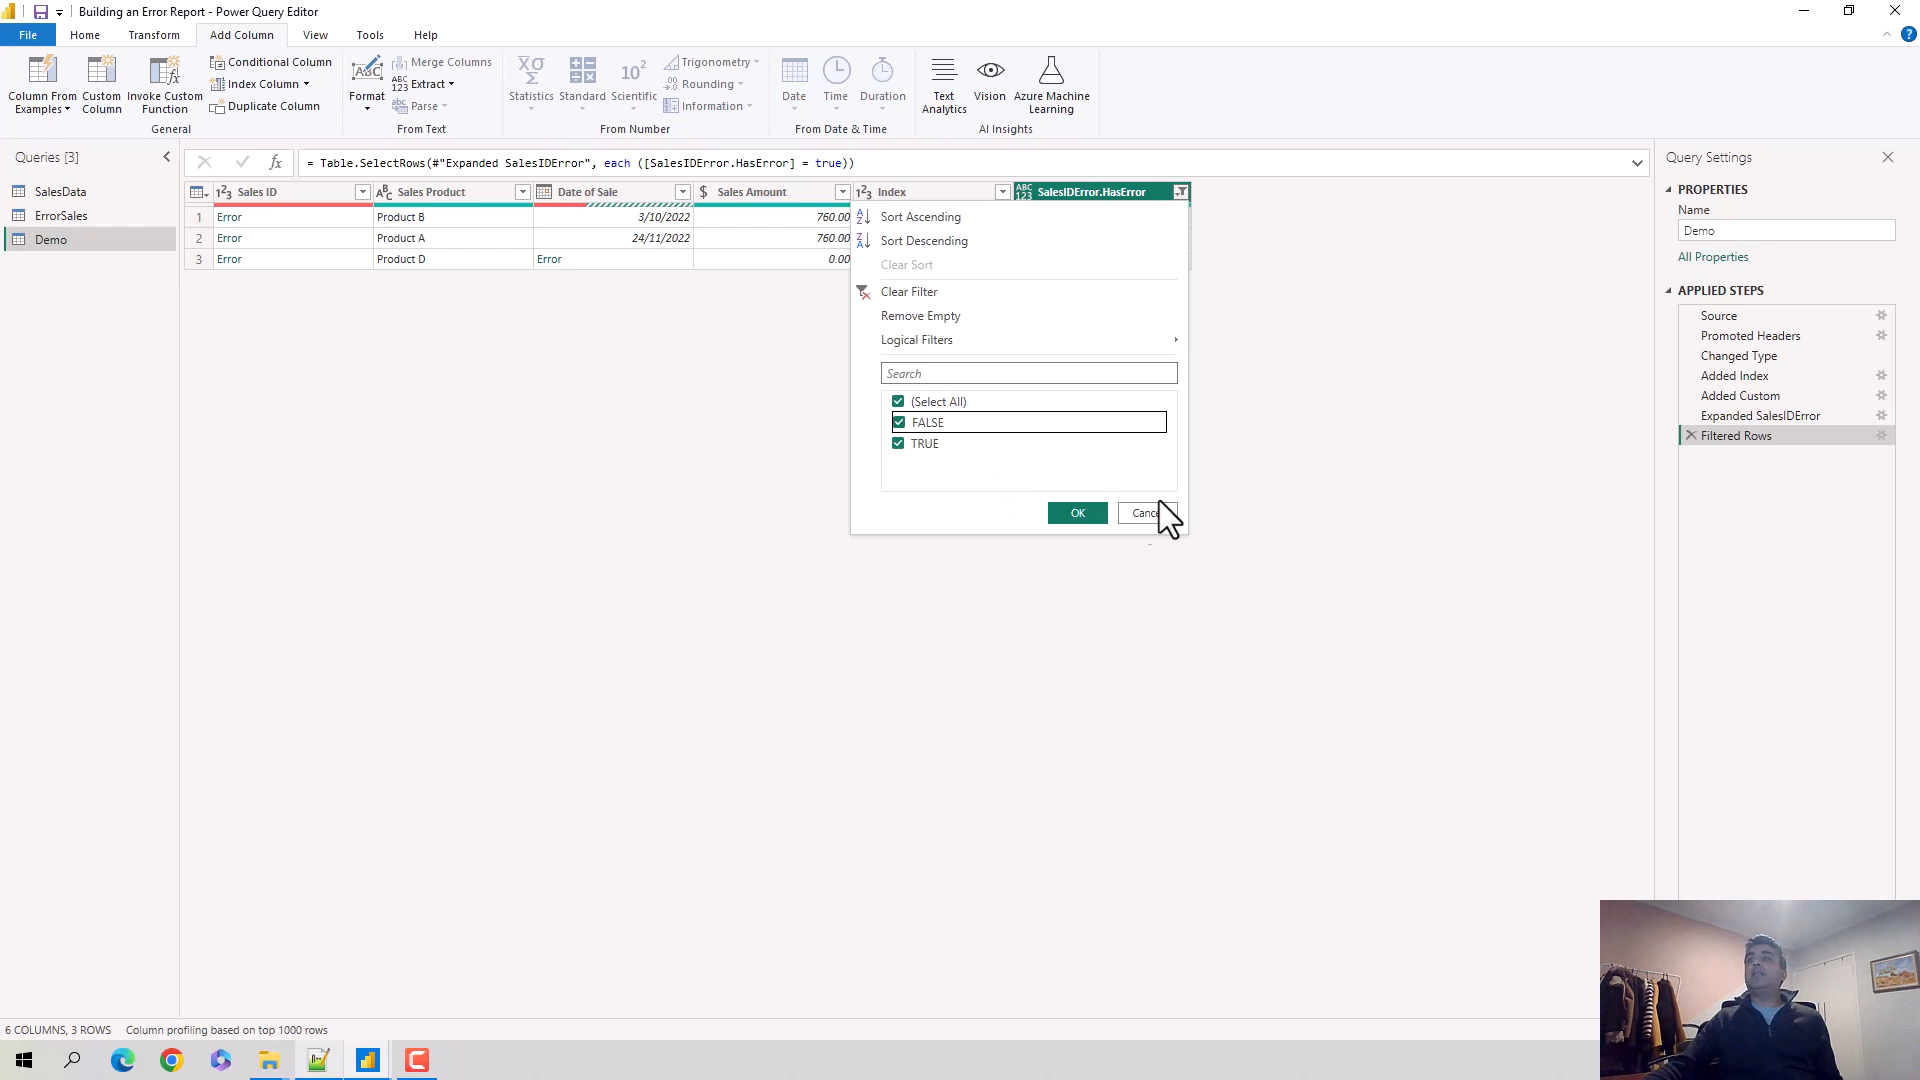 Building an Error Report - Power Query Editor
File Home Transform Add Column View Tools Help
Column From Examples
Custom Column
Invoke Custom Function
Conditional Column
Index Column
Duplicate Column
General
Format
Merge Columns
Extract
Parse
From Text
Statistics
Standard
Scientific
Trigonometry
Rounding
Information
From Number
Date
Time
Duration
From Date & Time
Text Analytics
Vision
Azure Machine Learning
AI Insights
Queries [3]
SalesData
ErrorSales
Demo
= Table.SelectRows(#"Expanded SalesIDError", each ([SalesIDError.HasError] = true))
Sales ID Sales Product Date of Sale Sales Amount Index SalesIDError.HasError
1 Error Product B 3/10/2022 760.00
2 Error Product A 24/11/2022 760.00
3 Error Product D Error 0.00
Sort Ascending
Sort Descending
Clear Sort
Clear Filter
Remove Empty
Logical Filters
Search
(Select All)
FALSE
TRUE
OK
Query Settings
PROPERTIES
Name
Demo
All Properties
APPLIED STEPS
Source
Promoted Headers
Changed Type
Added Index
Added Custom
Expanded SalesIDError
Filtered Rows
6 COLUMNS, 3 ROWS Column profiling based on top 1000 rows